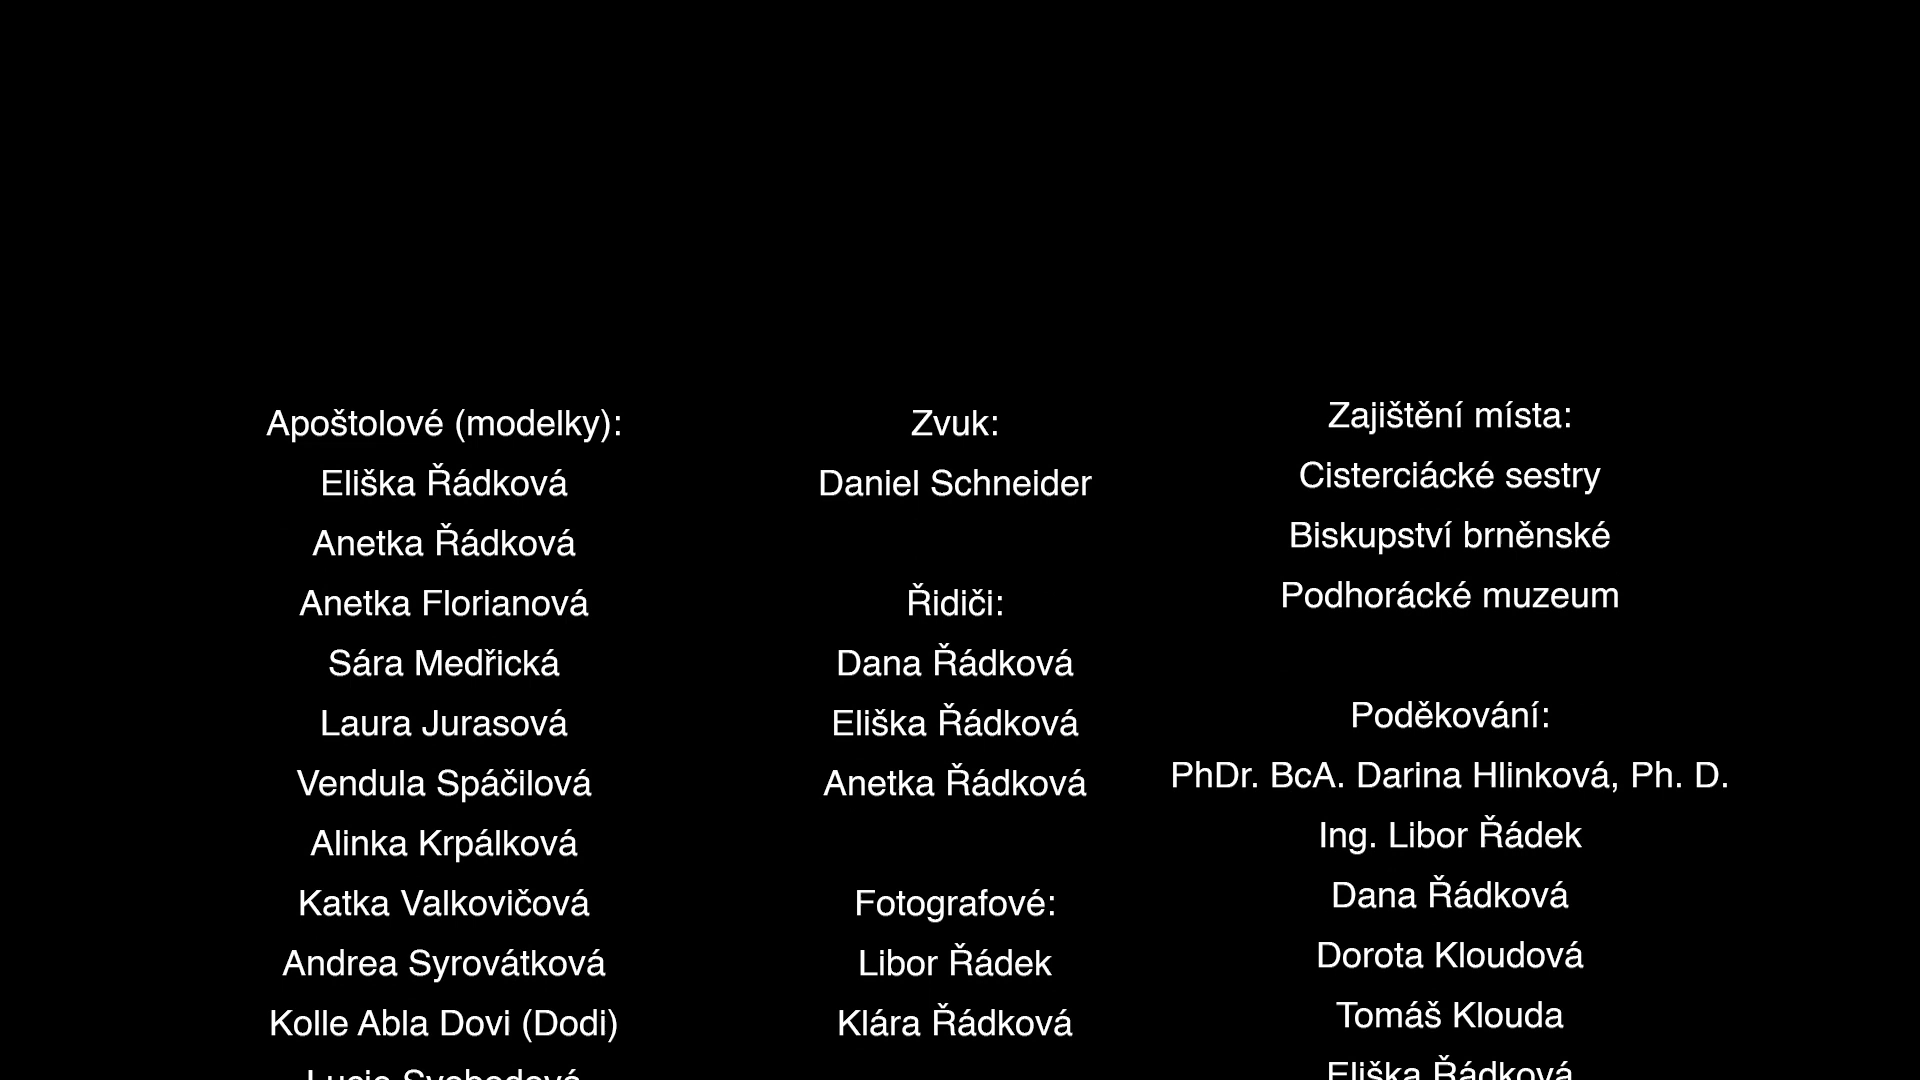 Apoštolové (modelky):
Eliška Řádková
Anetka Řádková
Anetka Florianová
Sára Medřická
Laura Jurasová
Vendula Spáčilová
Alinka Krpálková
Katka Valkovičová
Andrea Syrovátková
Kolle Abla Dovi (Dodi)
Lucie Svobodová
Zvuk:
Daniel Schneider
Řidiči:
Dana Řádková
Eliška Řádková
Anetka Řádková
Fotografové:
Libor Řádek
Klára Řádková
Zajištění místa:
Cisterciácké sestry
Biskupství brněnské
Podhorácké muzeum
Poděkování:
PhDr. BcA. Darina Hlinková, Ph. D.
Ing. Libor Řádek
Dana Řádková
Dorota Kloudová
Tomáš Klouda
Eliška Řádková